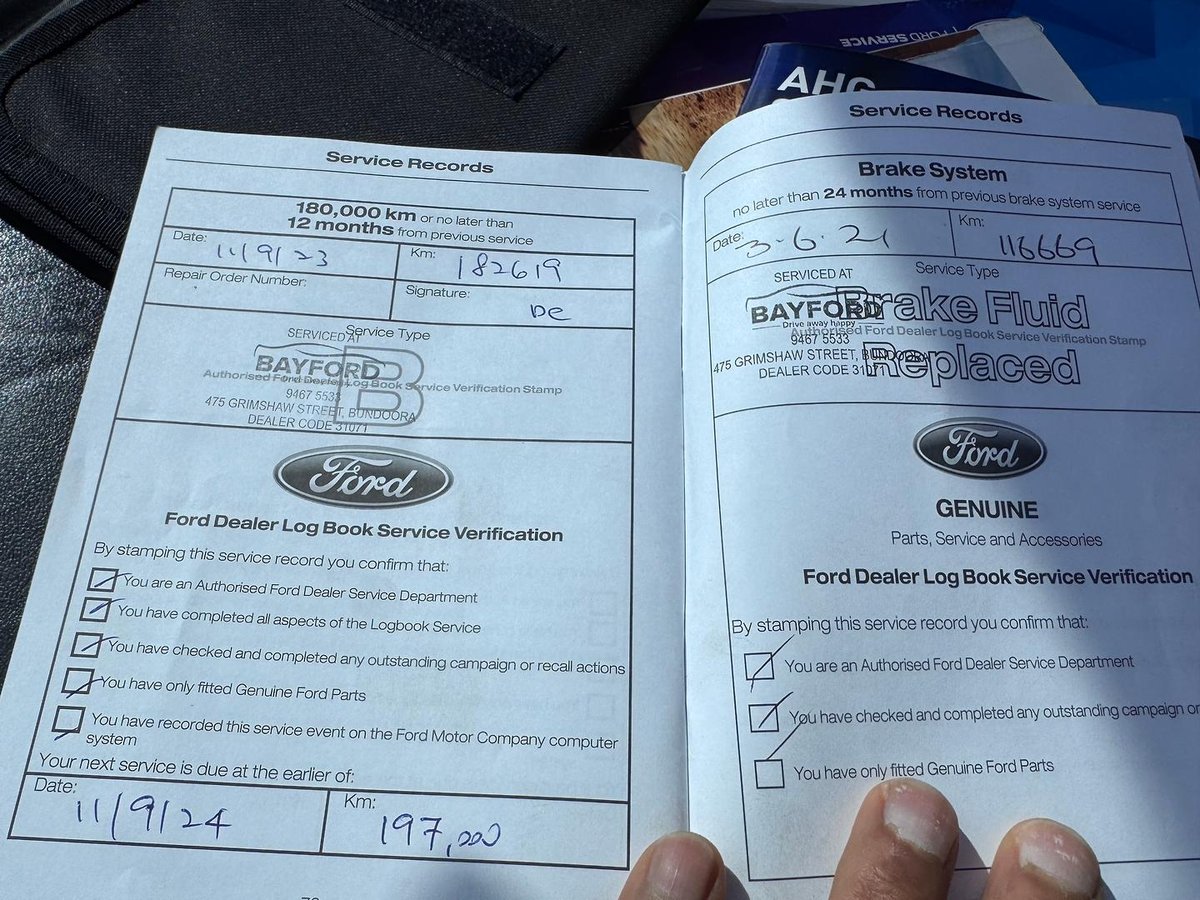 FORD SERVICE
AHG
Service Records
180,000 km or no later than
12 months from previous service
Date:
11/9/23
Km:
182619
Repair Order Number:
Signature:
De
Service Type
SERVICED AT
B
BAYFORD
Drive away happy
Authorised Ford Dealer Log Book Service Verification Stamp
9467 5533
475 GRIMSHAW STREET, BUNDOORA
DEALER CODE 31071
Ford
Ford Dealer Log Book Service Verification
By stamping this service record you confirm that:
You are an Authorised Ford Dealer Service Department
You have completed all aspects of the Logbook Service
You have checked and completed any outstanding campaign or recall actions
You have only fitted Genuine Ford Parts
You have recorded this service event on the Ford Motor Company computer
system
Your next service is due at the earlier of:
Date:
11/9/24
Km:
197,000
Service Records
Brake System
no later than 24 months from previous brake system service
Date:
3.6.21
Km:
116669
Service Type
SERVICED AT
BAYFORD
Drive away happy
Brake Fluid
Authorised Ford Dealer Log Book Service Verification Stamp
9467 5533
475 GRIMSHAW STREET, BUNDOORA
Replaced
DEALER CODE 31071
Ford
GENUINE
Parts, Service and Accessories
Ford Dealer Log Book Service Verification
By stamping this service record you confirm that:
You are an Authorised Ford Dealer Service Department
You have checked and completed any outstanding campaign or
You have only fitted Genuine Ford Parts